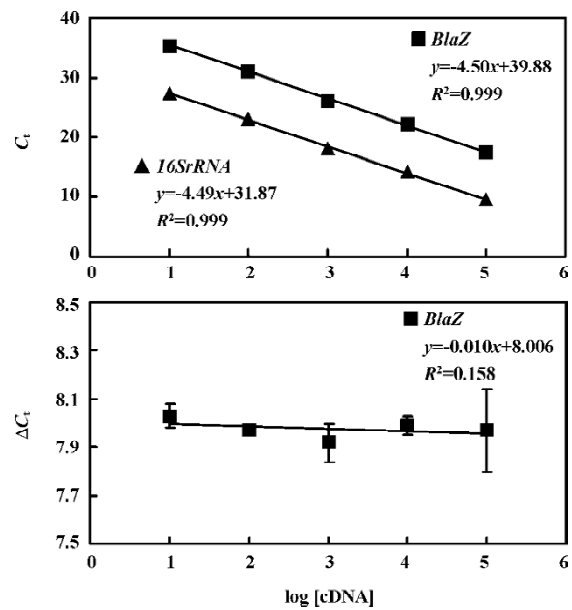 40
30
20
10
0
Ct
BlaZ
y=-4.50x+39.88
R²=0.999
16SrRNA
y=-4.49x+31.87
R²=0.999
0 1 2 3 4 5 6
8.5
8.3
8.1
7.9
7.7
7.5
ΔCt
BlaZ
y=-0.010x+8.006
R²=0.158
0 1 2 3 4 5 6
log [cDNA]